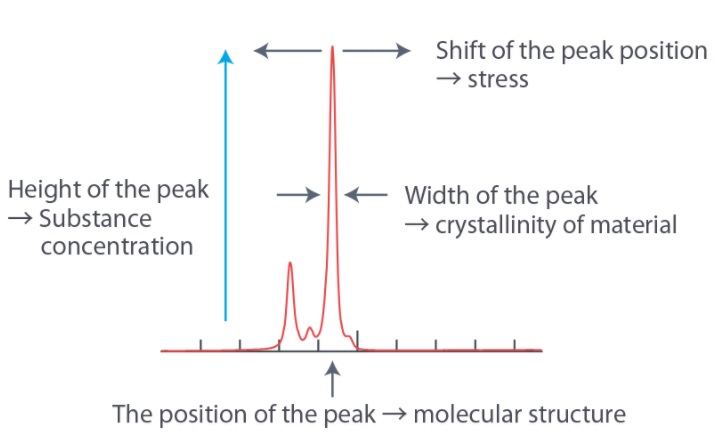 Shift of the peak position
→ stress
Height of the peak
→ Substance
concentration
Width of the peak
→ crystallinity of material
The position of the peak → molecular structure